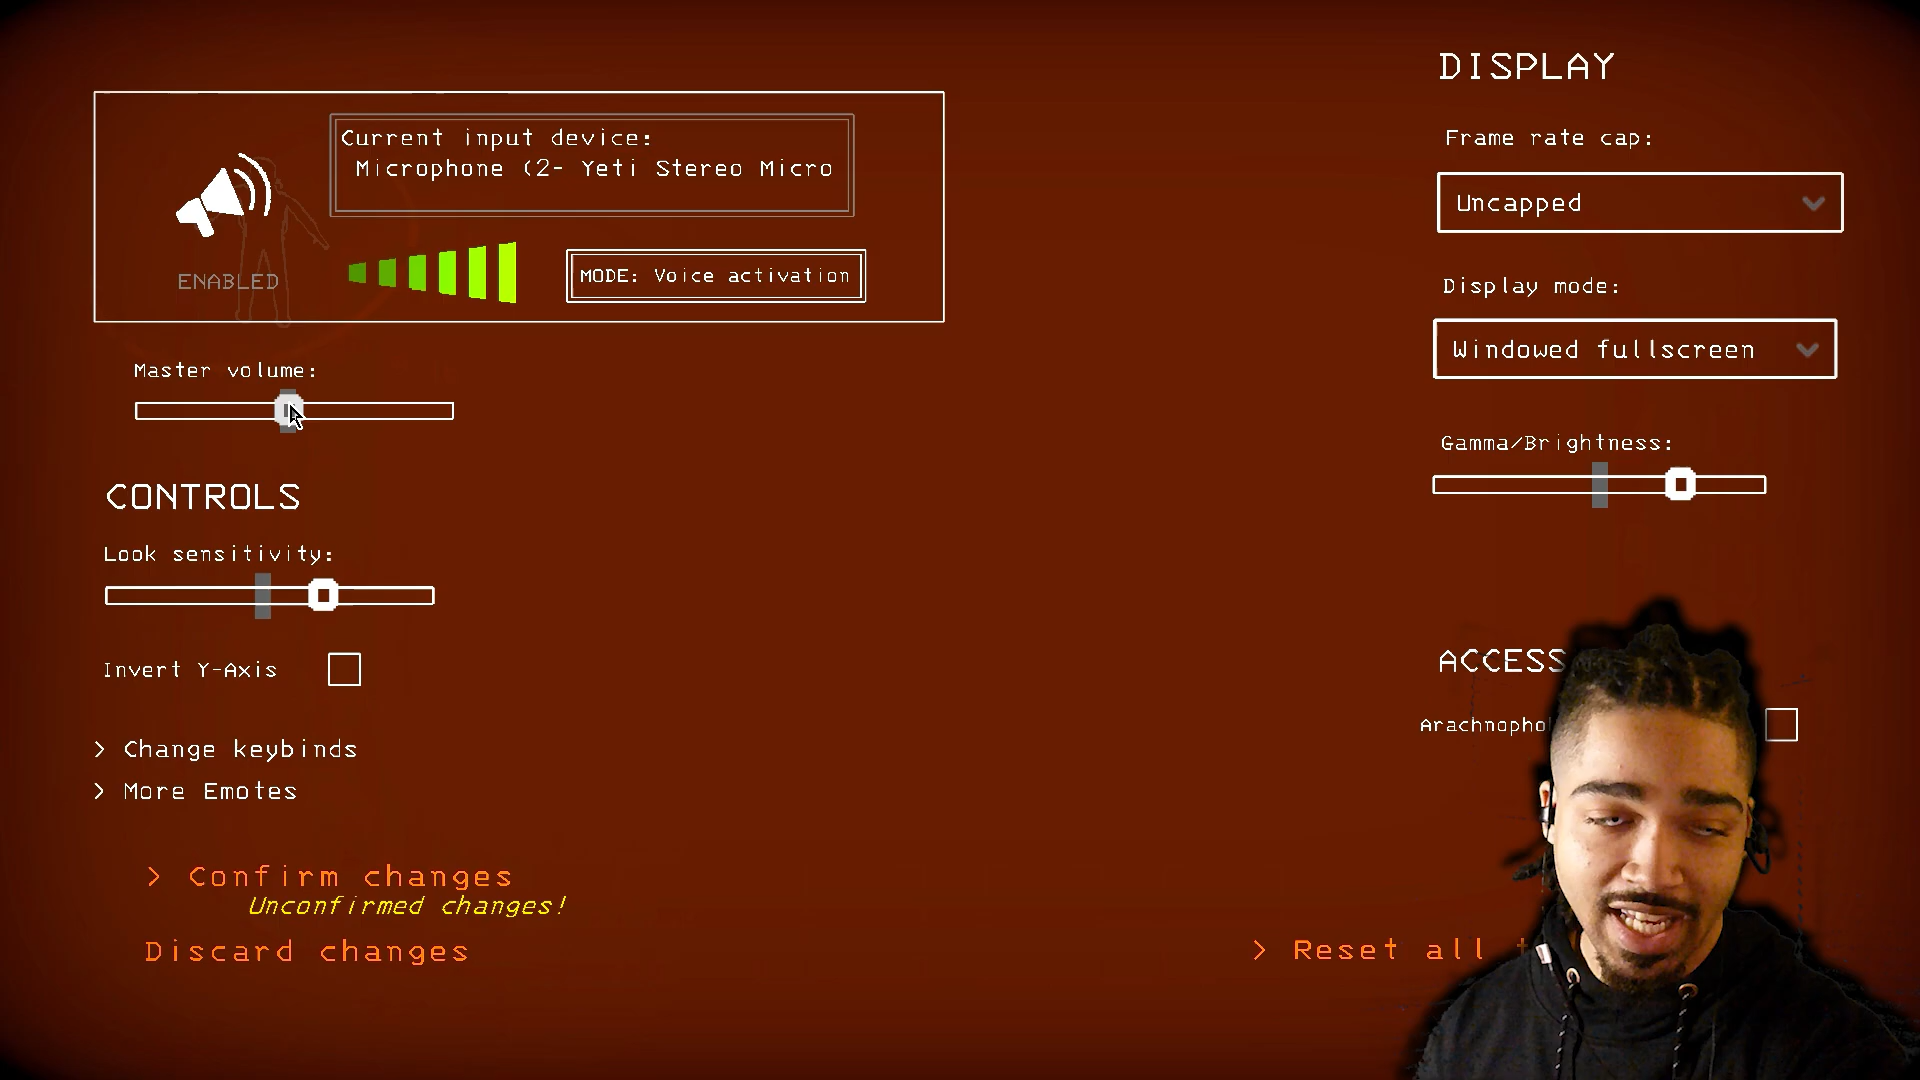 Current input device:
Microphone (2- Yeti Stereo Micro
ENABLED
MODE: Voice activation
Master volume:
CONTROLS
Look sensitivity:
Invert Y-Axis
> Change keybinds
> More Emotes
> Confirm changes
Unconfirmed changes!
Discard changes
DISPLAY
Frame rate cap:
Uncapped
Display mode:
Windowed fullscreen
Gamma/Brightness:
ACCESS
Arachnopho
> Reset all